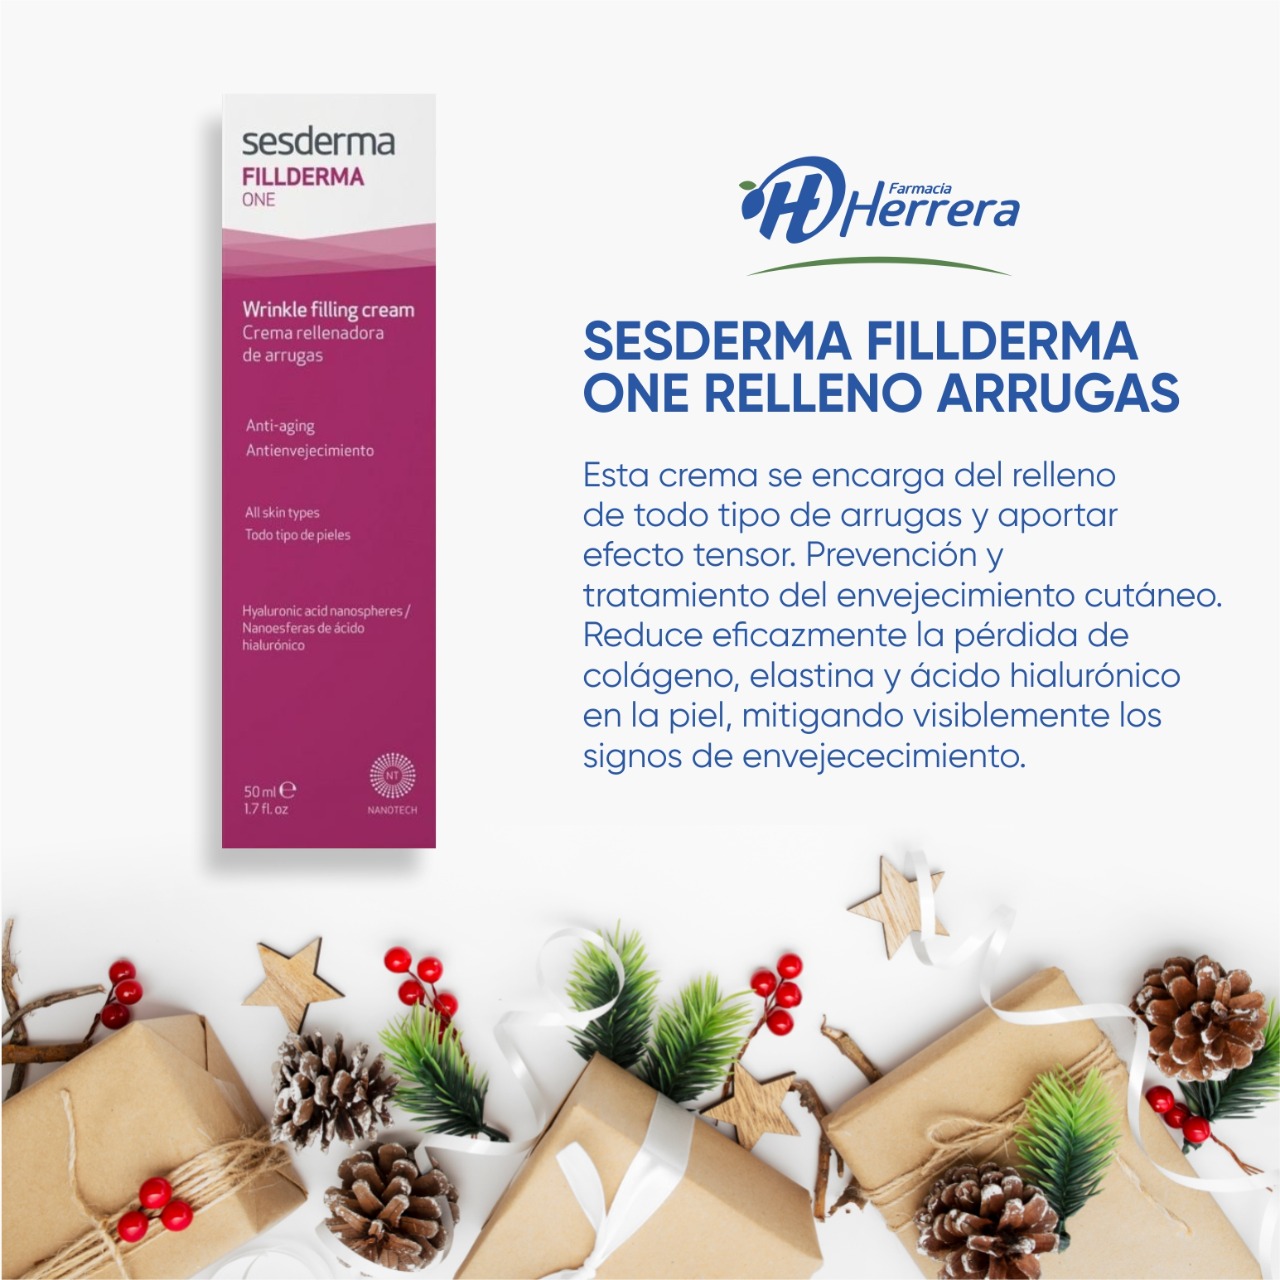 sesderma
FILLDERMA
ONE
Wrinkle filling cream
Crema rellenadora
de arrugas
Anti-aging
Antienvejecimiento
All skin types
Todo tipo de pieles
Hyaluronic acid nanospheres /
Nanoesferas de ácido
hialurónico
50 ml ℮
1.7 fl. oz
NT
NANOTECH
H
Farmacia
Herrera
SESDERMA FILLDERMA
ONE RELLENO ARRUGAS
Esta crema se encarga del relleno
de todo tipo de arrugas y aportar
efecto tensor. Prevención y
tratamiento del envejecimiento cutáneo.
Reduce eficazmente la pérdida de
colágeno, elastina y ácido hialurónico
en la piel, mitigando visiblemente los
signos de envejececimiento.